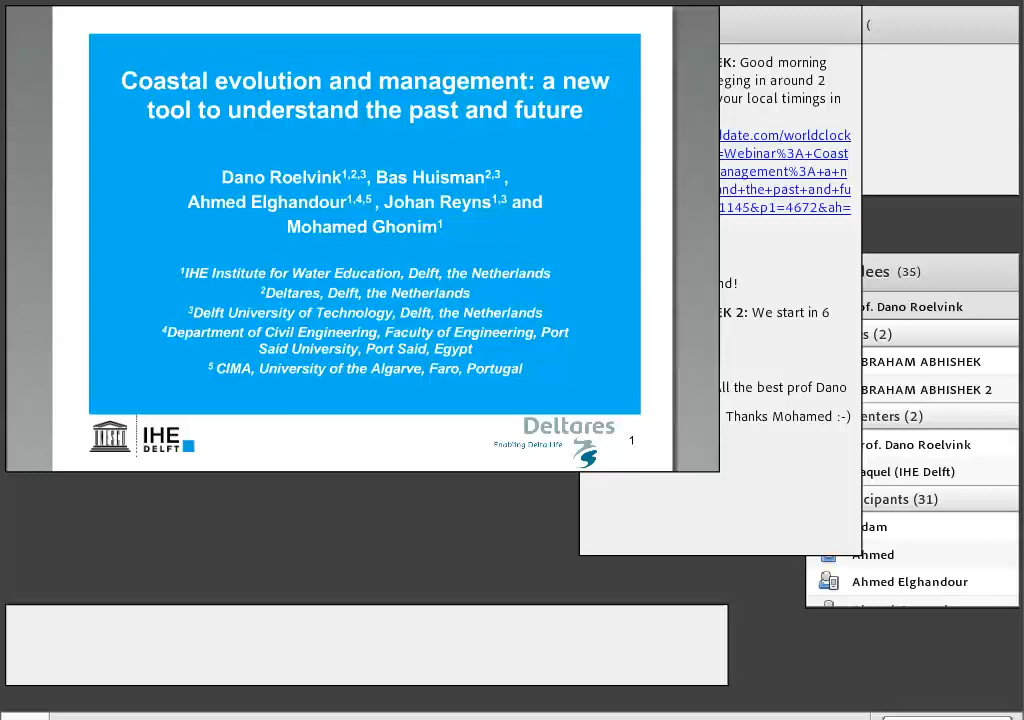 Coastal evolution and management: a new
tool to understand the past and future
Dano Roelvink1,2,3, Bas Huisman2,3 ,
Ahmed Elghandour1,4,5 , Johan Reyns1,3 and
Mohamed Ghonim1
1IHE Institute for Water Education, Delft, the Netherlands
2Deltares, Delft, the Netherlands
3Delft University of Technology, Delft, the Netherlands
4Department of Civil Engineering, Faculty of Engineering, Port
Said University, Port Said, Egypt
5 CIMA, University of the Algarve, Faro, Portugal
unesco
IHE
DELFT
Deltares
Enabling Delta Life
1
EK: Good morning
eging in around 2
your local timings in
ddate.com/worldclock
=Webinar%3A+Coast
anagement%3A+a+n
and+the+past+and+fu
1145&p1=4672&ah=
nd!
EK 2: We start in 6
All the best prof Dano
Thanks Mohamed :-)
(
dees (35)
of. Dano Roelvink
s (2)
BRAHAM ABHISHEK
BRAHAM ABHISHEK 2
enters (2)
rof. Dano Roelvink
aquel (IHE Delft)
cipants (31)
dam
Ahmed
Ahmed Elghandour